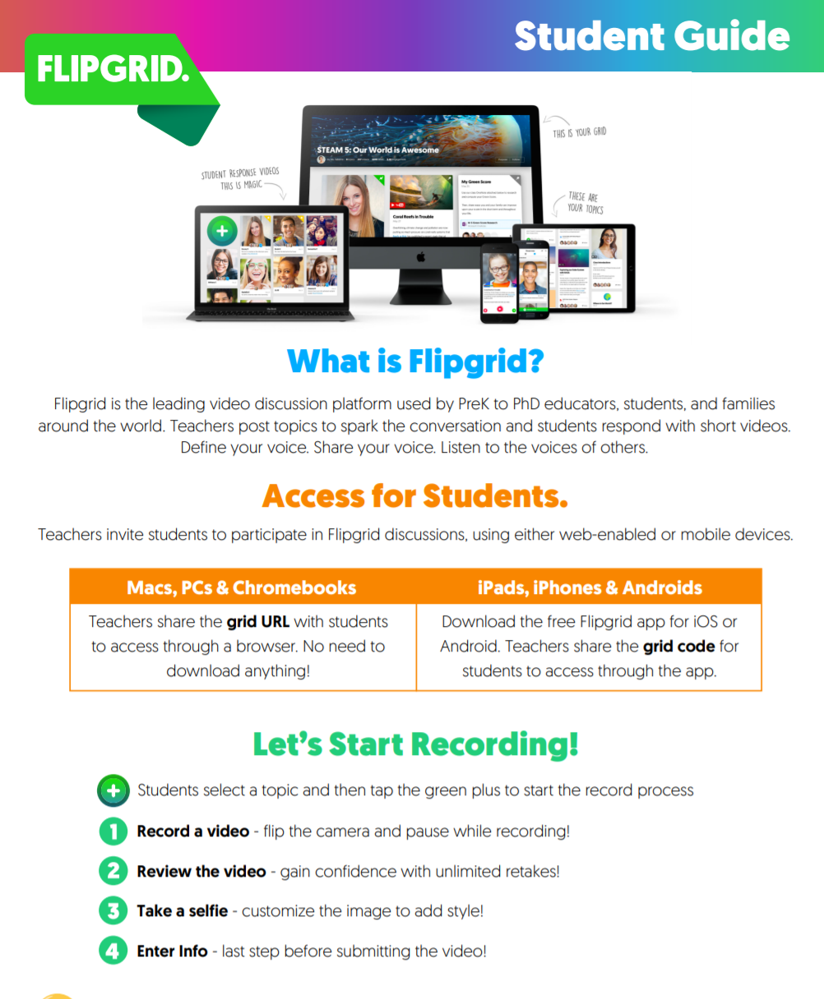 Student Guide
FLIPGRID.
THIS IS YOUR GRID
STUDENT RESPONSE VIDEOS
THIS IS MAGIC
THESE ARE
YOUR TOPICS
STEAM 5: Our World is Awesome
My Green Score
YouTube
Coral Reefs in Trouble
What is Flipgrid?
Flipgrid is the leading video discussion platform used by PreK to PhD educators, students, and families
around the world. Teachers post topics to spark the conversation and students respond with short videos.
Define your voice. Share your voice. Listen to the voices of others.
Access for Students.
Teachers invite students to participate in Flipgrid discussions, using either web-enabled or mobile devices.
Macs, PCs & Chromebooks
Teachers share the grid URL with students
to access through a browser. No need to
download anything!
iPads, iPhones & Androids
Download the free Flipgrid app for iOS or
Android. Teachers share the grid code for
students to access through the app.
Let's Start Recording!
+ Students select a topic and then tap the green plus to start the record process
1 Record a video - flip the camera and pause while recording!
2 Review the video - gain confidence with unlimited retakes!
3 Take a selfie - customize the image to add style!
4 Enter Info - last step before submitting the video!